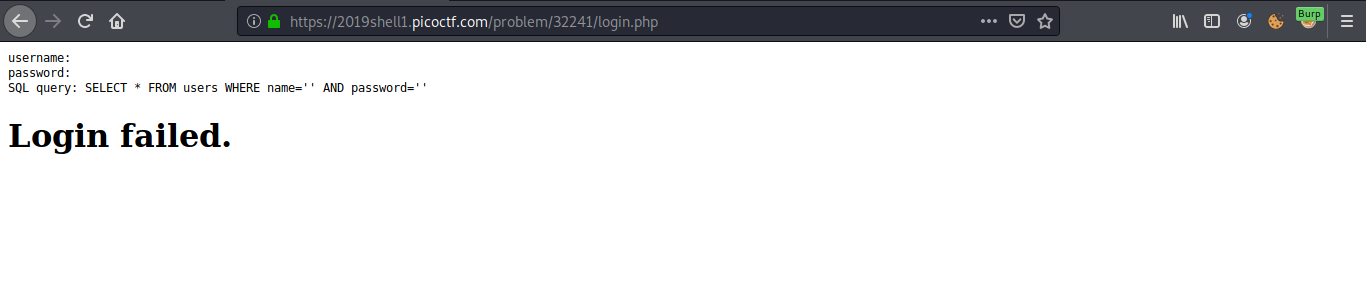 https://2019shell1.picoctf.com/problem/32241/login.php
Burp
username:
password:
SQL query: SELECT * FROM users WHERE name='' AND password=''
Login failed.